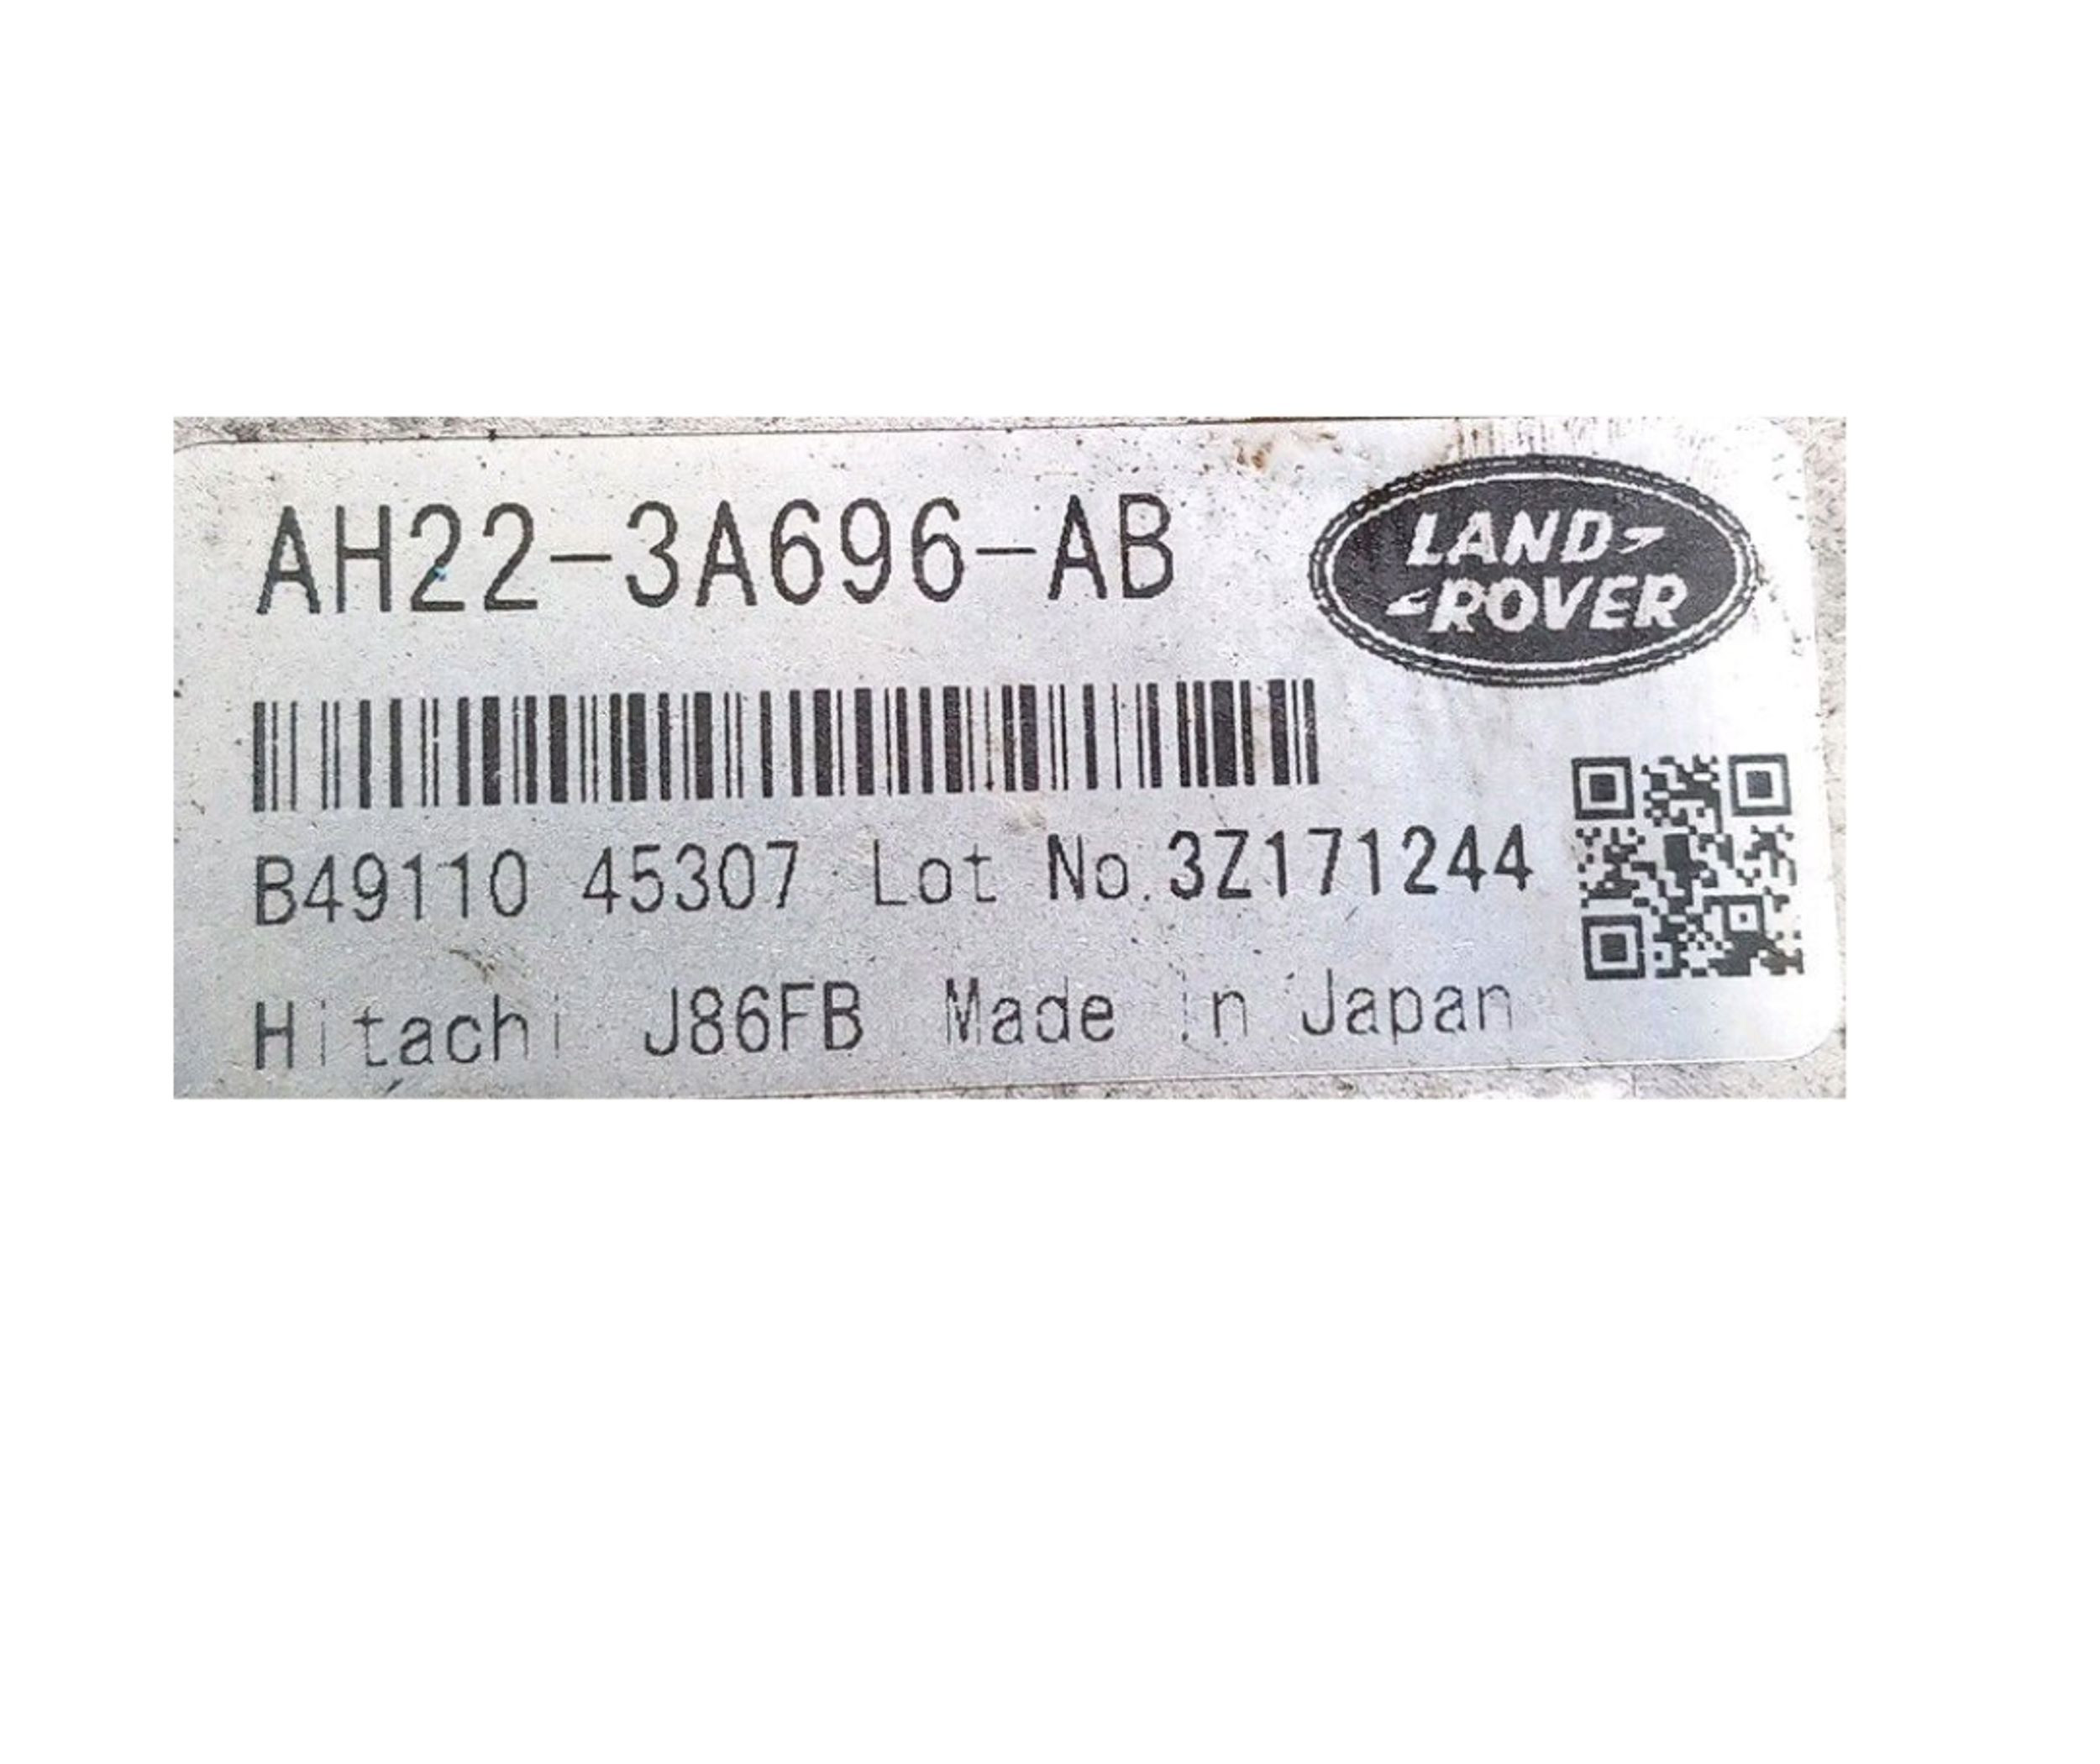 AH22-3A696-AB
LAND
ROVER
B49110 45307 Lot No.3Z171244
Hitachi J86FB Made in Japan